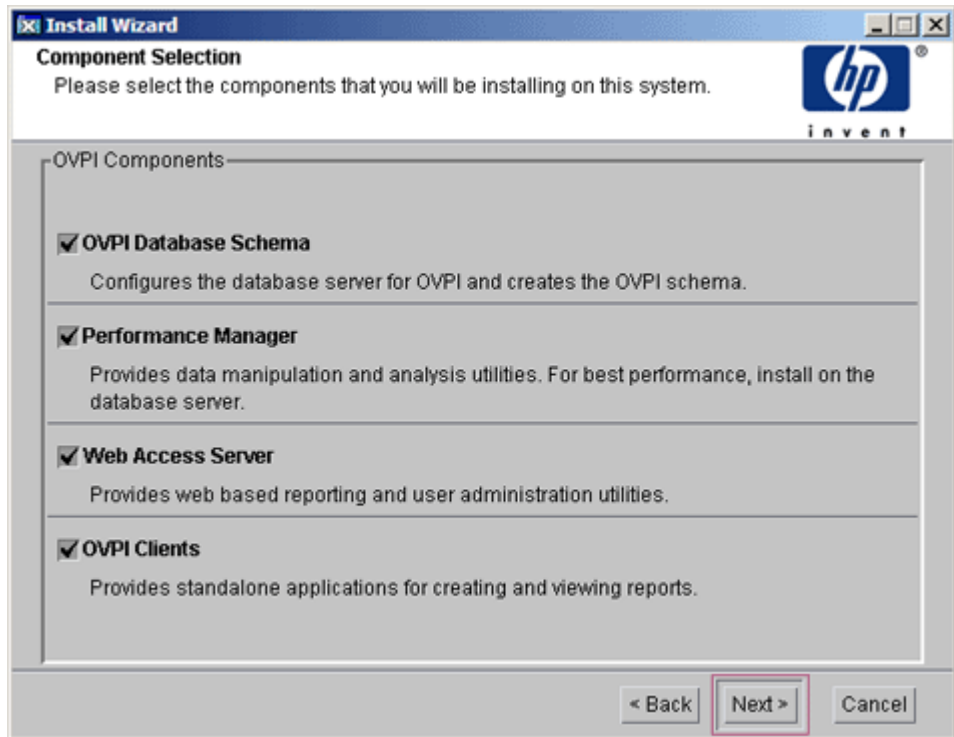 Install Wizard
Component Selection
Please select the components that you will be installing on this system.
hp ®
invent
OVPI Components
OVPI Database Schema
Configures the database server for OVPI and creates the OVPI schema.
Performance Manager
Provides data manipulation and analysis utilities. For best performance, install on the
database server.
Web Access Server
Provides web based reporting and user administration utilities.
OVPI Clients
Provides standalone applications for creating and viewing reports.
< Back Next > Cancel